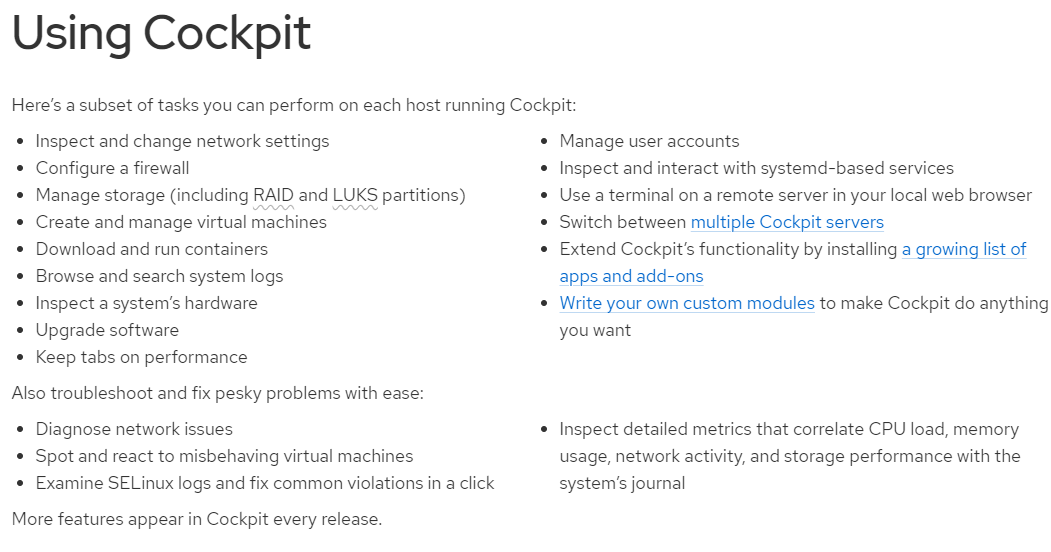 Using Cockpit
Here's a subset of tasks you can perform on each host running Cockpit:
• Inspect and change network settings
• Configure a firewall
• Manage storage (including RAID and LUKS partitions)
• Create and manage virtual machines
• Download and run containers
• Browse and search system logs
• Inspect a system's hardware
• Upgrade software
• Keep tabs on performance
• Manage user accounts
• Inspect and interact with systemd-based services
• Use a terminal on a remote server in your local web browser
• Switch between multiple Cockpit servers
• Extend Cockpit's functionality by installing a growing list of
apps and add-ons
• Write your own custom modules to make Cockpit do anything
you want
Also troubleshoot and fix pesky problems with ease:
• Diagnose network issues
• Spot and react to misbehaving virtual machines
• Examine SELinux logs and fix common violations in a click
• Inspect detailed metrics that correlate CPU load, memory
usage, network activity, and storage performance with the
system's journal
More features appear in Cockpit every release.